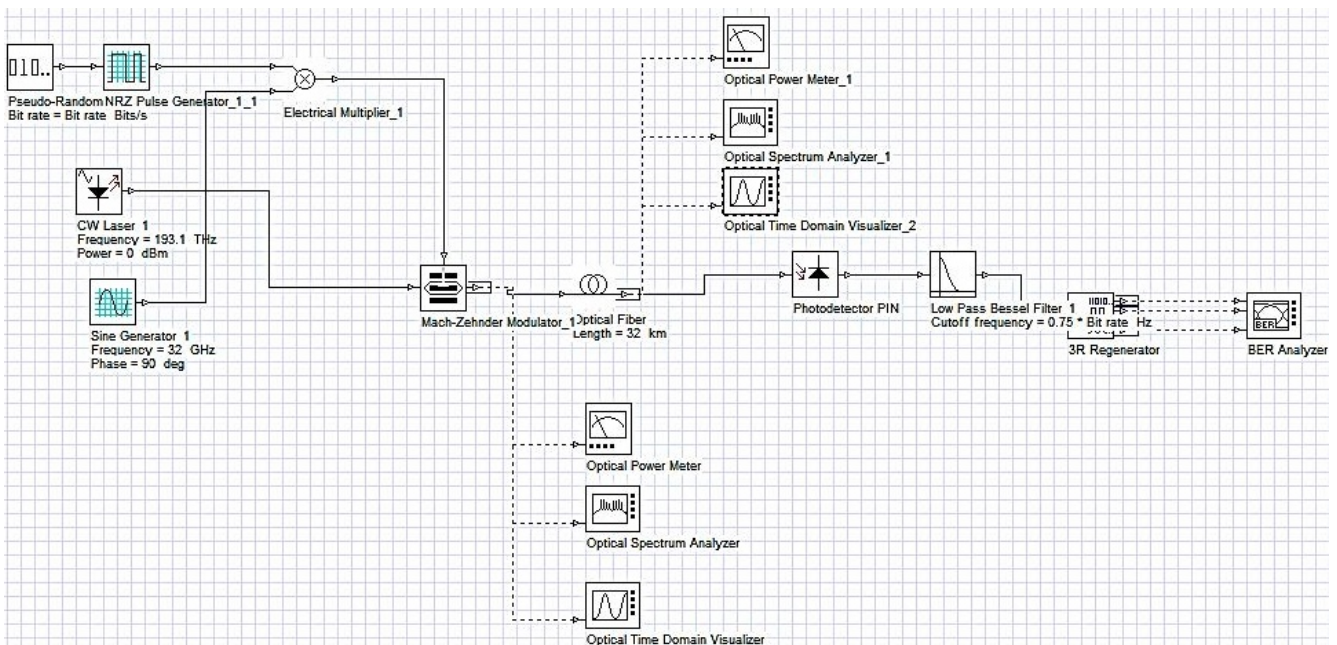 Optical Power Meter_1
010..
Pseudo-Random NRZ Pulse Generator_1_1
Bit rate = Bit rate Bits/s
Electrical Multiplier_1
Optical Spectrum Analyzer_1
Optical Time Domain Visualizer_2
CW Laser 1
Frequency = 193.1 THz
Power = 0 dBm
Mach-Zehnder Modulator_1
Optical Fiber
Length = 32 km
Photodetector PIN
Low Pass Bessel Filter_1
Cutoff frequency = 0.75 * Bit rate Hz
3R Regenerator
BER
BER Analyzer
Sine Generator 1
Frequency = 32 GHz
Phase = 90 deg
Optical Power Meter
Optical Spectrum Analyzer
Optical Time Domain Visualizer